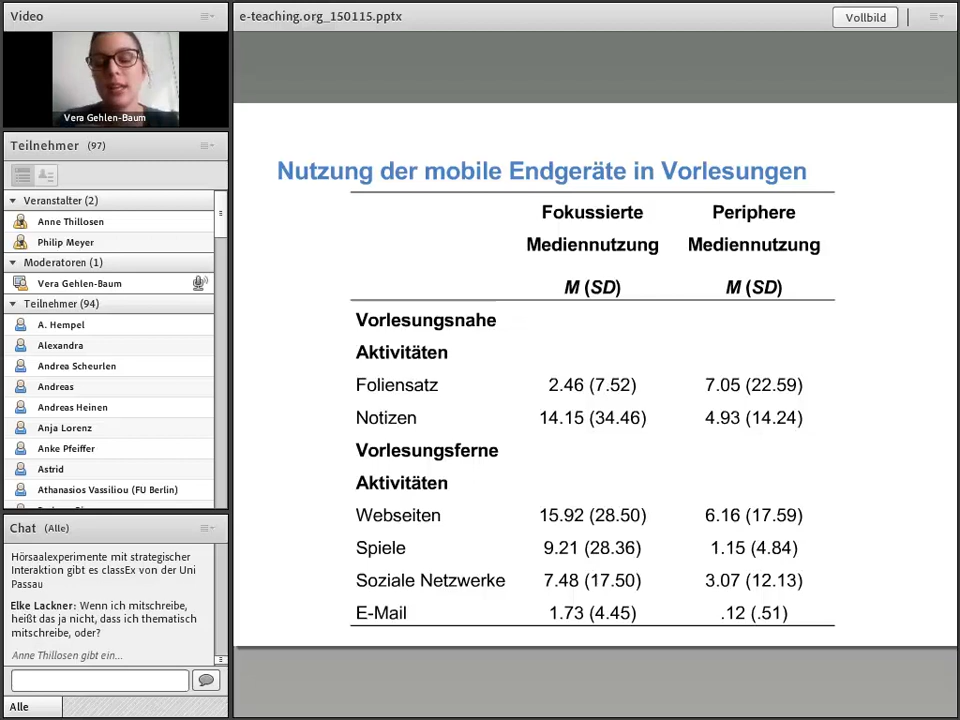 Video
Vera Gehlen-Baum
Teilnehmer (97)
Veranstalter (2)
Anne Thillosen
Philip Meyer
Moderatoren (1)
Vera Gehlen-Baum
Teilnehmer (94)
A. Hempel
Alexandra
Andrea Scheurlen
Andreas
Andreas Heinen
Anja Lorenz
Anke Pfeiffer
Astrid
Athanasios Vassiliou (FU Berlin)
Chat (Alle)
Hörsaalexperimente mit strategischer
Interaktion gibt es classEx von der Uni
Passau
Elke Lackner: Wenn ich mitschreibe,
heißt das ja nicht, dass ich thematisch
mitschreibe, oder?
Anne Thillosen gibt ein...
Alle
e-teaching.org_150115.pptx
Vollbild
Nutzung der mobile Endgeräte in Vorlesungen
Fokussierte Periphere
Mediennutzung Mediennutzung
M (SD) M (SD)
Vorlesungsnahe
Aktivitäten
Foliensatz 2.46 (7.52) 7.05 (22.59)
Notizen 14.15 (34.46) 4.93 (14.24)
Vorlesungsferne
Aktivitäten
Webseiten 15.92 (28.50) 6.16 (17.59)
Spiele 9.21 (28.36) 1.15 (4.84)
Soziale Netzwerke 7.48 (17.50) 3.07 (12.13)
E-Mail 1.73 (4.45) .12 (.51)